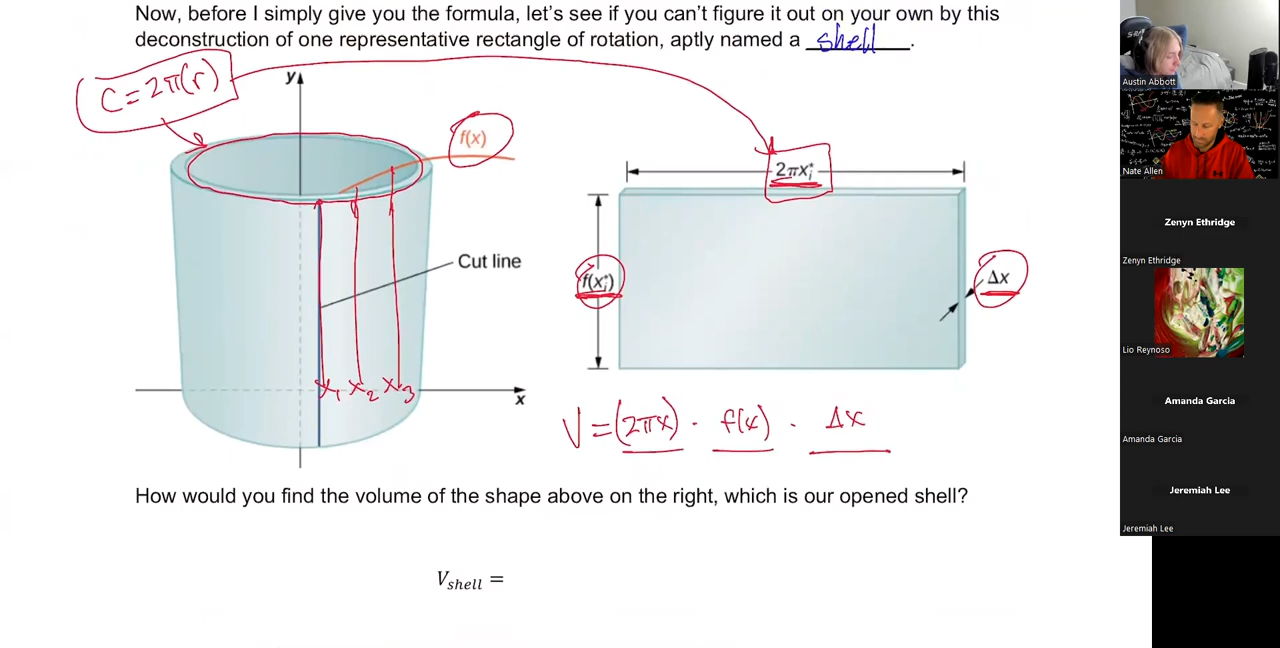 Now, before I simply give you the formula, let’s see if you can’t figure it out on your own by this
deconstruction of one representative rectangle of rotation, aptly named a shell.
C=2π(r)
y
f(x)
2πxᵢ*
Cut line
f(xᵢ*)
Δx
x₁ x₂ x₃
x
V=(2πx) · f(x) · Δx
How would you find the volume of the shape above on the right, which is our opened shell?
V_shell =
Austin Abbott
Nate Allen
Zenyn Ethridge
Zenyn Ethridge
Lio Reynoso
Amanda Garcia
Amanda Garcia
Jeremiah Lee
Jeremiah Lee